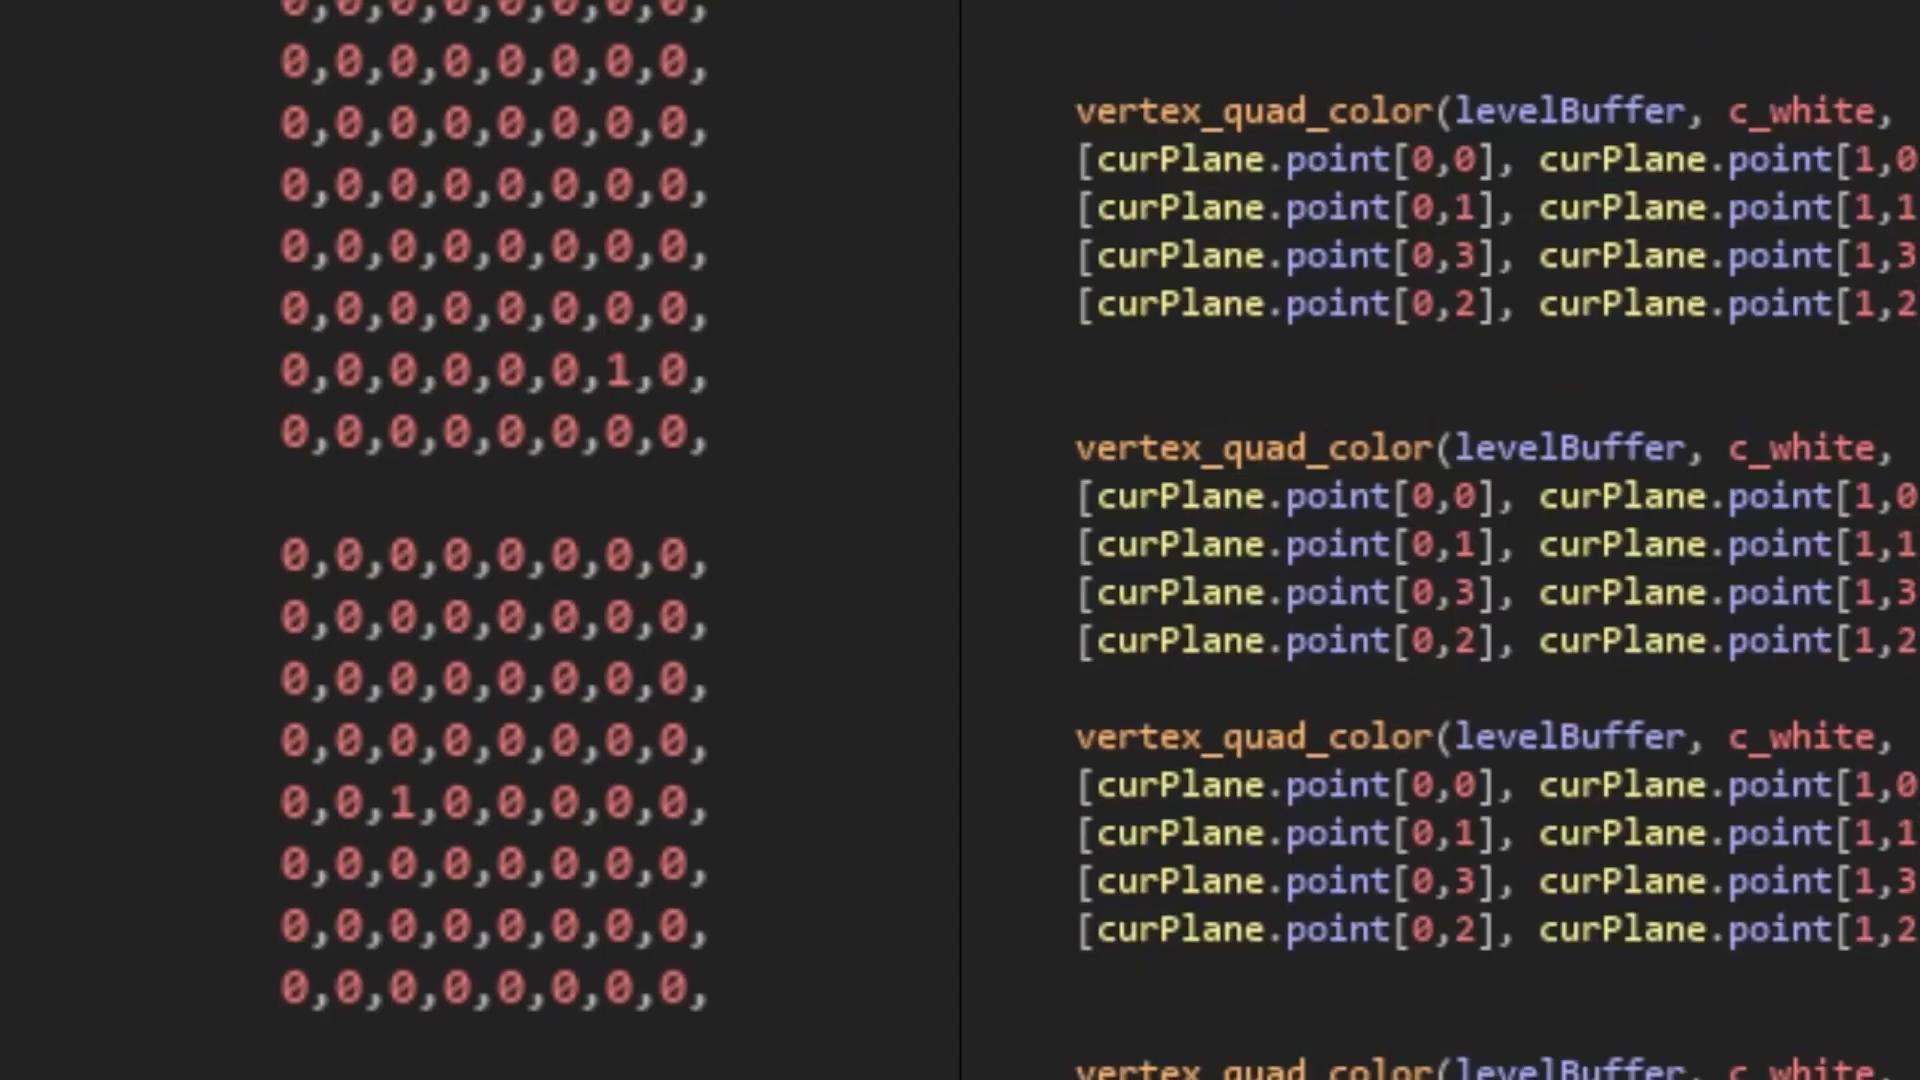 0,0,0,0,0,0,0,0,
0,0,0,0,0,0,0,0,
0,0,0,0,0,0,0,0,
0,0,0,0,0,0,0,0,
0,0,0,0,0,0,0,0,
0,0,0,0,0,0,0,0,
0,0,0,0,0,0,1,0,
0,0,0,0,0,0,0,0,
0,0,0,0,0,0,0,0,
0,0,0,0,0,0,0,0,
0,0,0,0,0,0,0,0,
0,0,0,0,0,0,0,0,
0,0,1,0,0,0,0,0,
0,0,0,0,0,0,0,0,
0,0,0,0,0,0,0,0,
0,0,0,0,0,0,0,0,
vertex_quad_color(levelBuffer, c_white,
[curPlane.point[0,0], curPlane.point[1,0
[curPlane.point[0,1], curPlane.point[1,1
[curPlane.point[0,3], curPlane.point[1,3
[curPlane.point[0,2], curPlane.point[1,2
vertex_quad_color(levelBuffer, c_white,
[curPlane.point[0,0], curPlane.point[1,0
[curPlane.point[0,1], curPlane.point[1,1
[curPlane.point[0,3], curPlane.point[1,3
[curPlane.point[0,2], curPlane.point[1,2
vertex_quad_color(levelBuffer, c_white,
[curPlane.point[0,0], curPlane.point[1,0
[curPlane.point[0,1], curPlane.point[1,1
[curPlane.point[0,3], curPlane.point[1,3
[curPlane.point[0,2], curPlane.point[1,2
vertex_quad_color(levelBuffer, c_white,